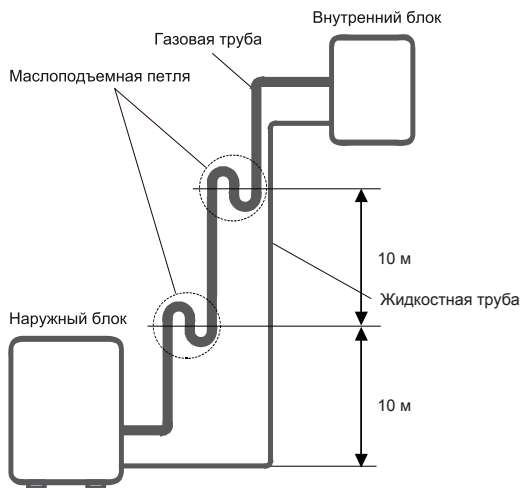 Внутренний блок
Газовая труба
Маслоподъемная петля
10 м
Жидкостная труба
Наружный блок
10 м